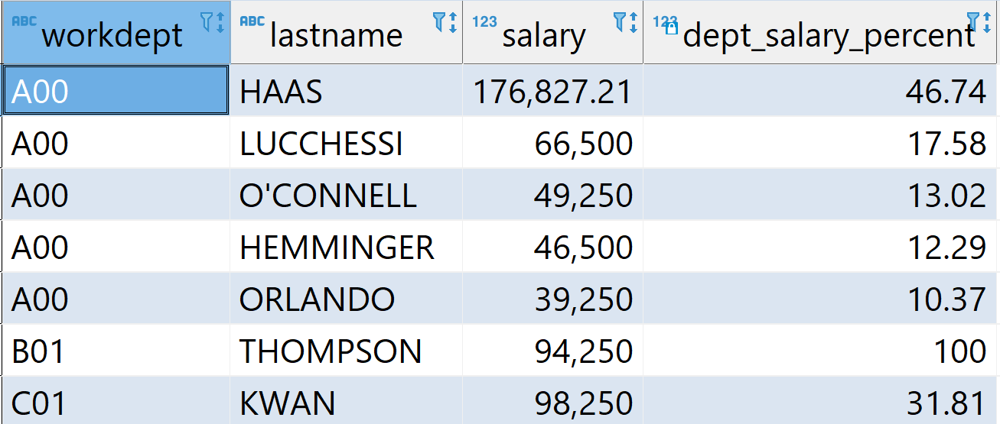 ABC workdept ABC lastname 123 salary 123 dept_salary_percent
A00 HAAS 176,827.21 46.74
A00 LUCCHESSI 66,500 17.58
A00 O'CONNELL 49,250 13.02
A00 HEMMINGER 46,500 12.29
A00 ORLANDO 39,250 10.37
B01 THOMPSON 94,250 100
C01 KWAN 98,250 31.81